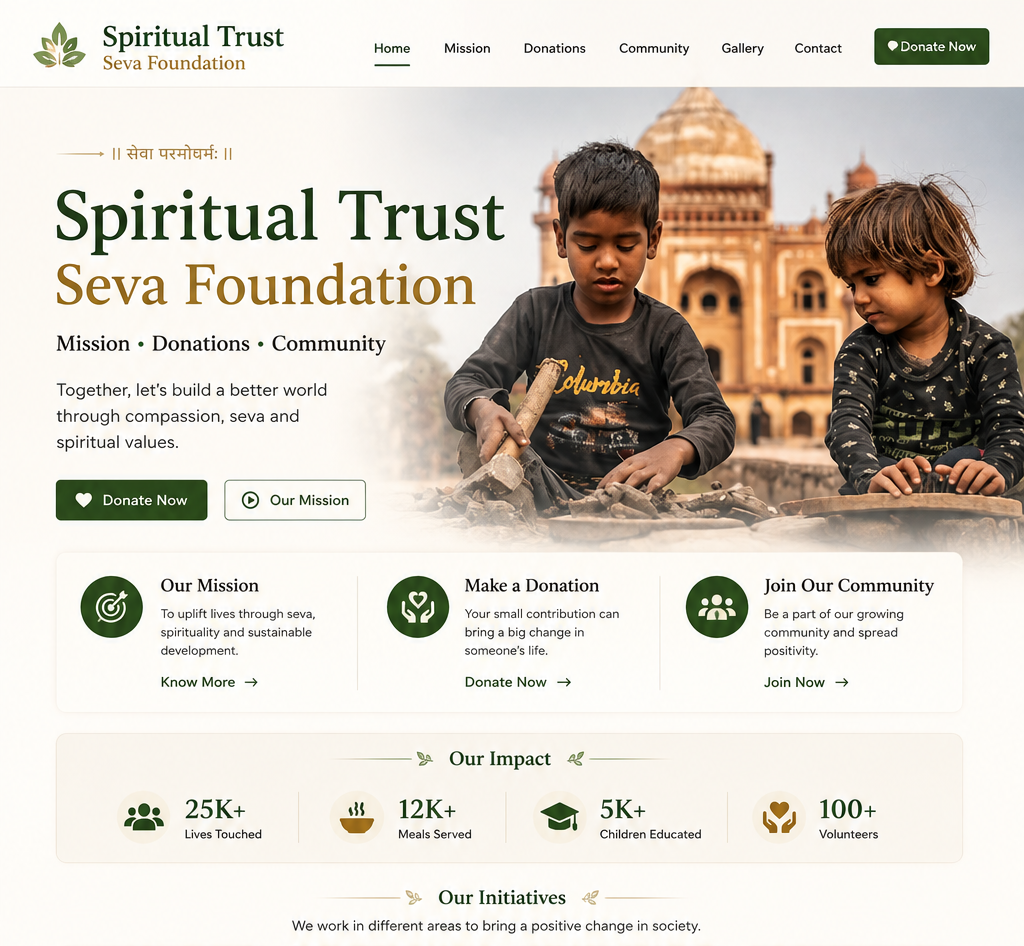 Spiritual Trust
Seva Foundation
Home Mission Donations Community Gallery Contact Donate Now
|| सेवा परमोघर्मः ||
Spiritual Trust
Seva Foundation
Mission • Donations • Community
Together, let's build a better world
through compassion, seva and
spiritual values.
Donate Now Our Mission
Columbia
Our Mission
To uplift lives through seva,
spirituality and sustainable
development.
Know More →
Make a Donation
Your small contribution can
bring a big change in
someone's life.
Donate Now →
Join Our Community
Be a part of our growing
community and spread
positivity.
Join Now →
Our Impact
25K+
Lives Touched
12K+
Meals Served
5K+
Children Educated
100+
Volunteers
Our Initiatives
We work in different areas to bring a positive change in society.